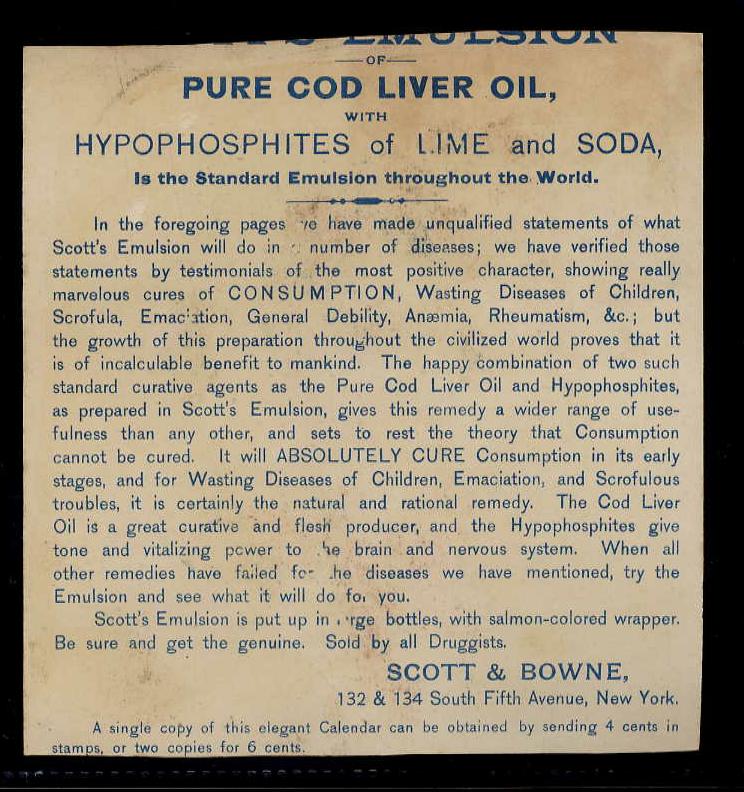 EMULSION
OF
PURE COD LIVER OIL,
WITH
HYPOPHOSPHITES of LIME and SODA,
Is the Standard Emulsion throughout the World.
In the foregoing pages we have made unqualified statements of what
Scott's Emulsion will do in number of diseases; we have verified those
statements by testimonials of the most positive character, showing really
marvelous cures of CONSUMPTION, Wasting Diseases of Children,
Scrofula, Emaciation, General Debility, Anæmia, Rheumatism, &c.; but
the growth of this preparation throughout the civilized world proves that it
is of incalculable benefit to mankind. The happy combination of two such
standard curative agents as the Pure Cod Liver Oil and Hypophosphites,
as prepared in Scott's Emulsion, gives this remedy a wider range of use-
fulness than any other, and sets to rest the theory that Consumption
cannot be cured. It will ABSOLUTELY CURE Consumption in its early
stages, and for Wasting Diseases of Children, Emaciation, and Scrofulous
troubles, it is certainly the natural and rational remedy. The Cod Liver
Oil is a great curative and flesh producer, and the Hypophosphites give
tone and vitalizing power to the brain and nervous system. When all
other remedies have failed for the diseases we have mentioned, try the
Emulsion and see what it will do for you.
Scott's Emulsion is put up in large bottles, with salmon-colored wrapper.
Be sure and get the genuine. Sold by all Druggists.
SCOTT & BOWNE,
132 & 134 South Fifth Avenue, New York.
A single copy of this elegant Calendar can be obtained by sending 4 cents in
stamps, or two copies for 6 cents.